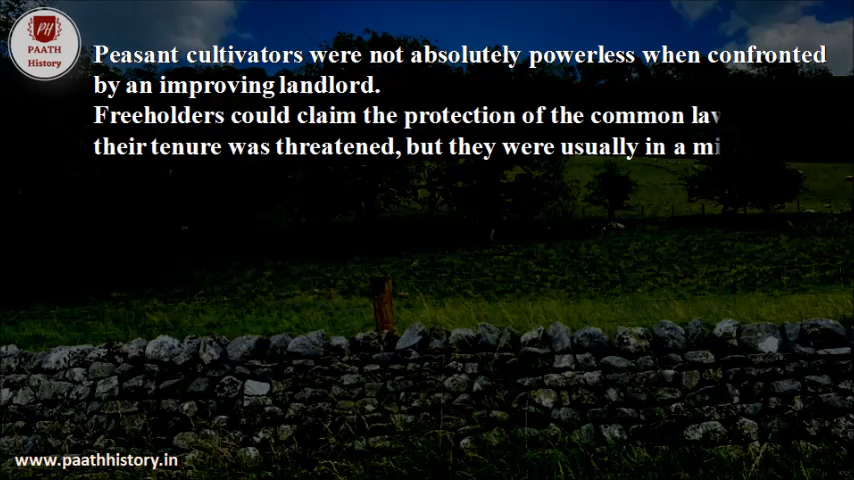 PH
PAATH
History
Peasant cultivators were not absolutely powerless when confronted
by an improving landlord.
Freeholders could claim the protection of the common
their tenure was threatened, but they were usually in a
www.paathhistory.in